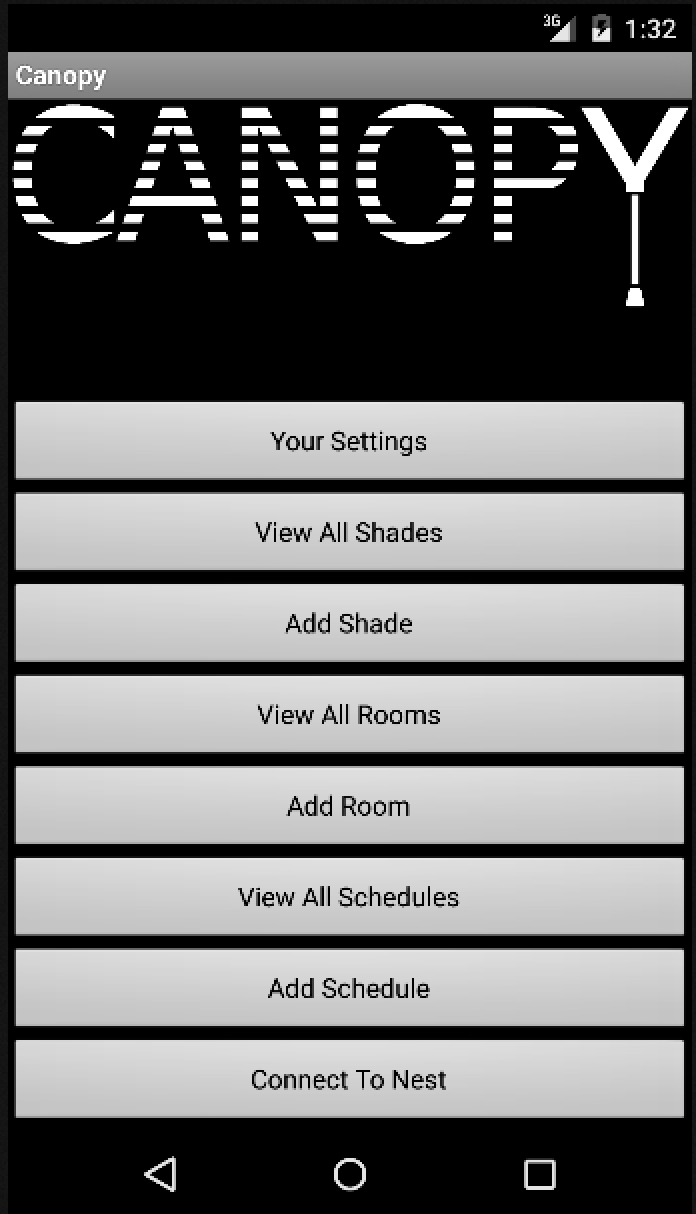 3G 1:32
Canopy
CANOPY
Your Settings
View All Shades
Add Shade
View All Rooms
Add Room
View All Schedules
Add Schedule
Connect To Nest